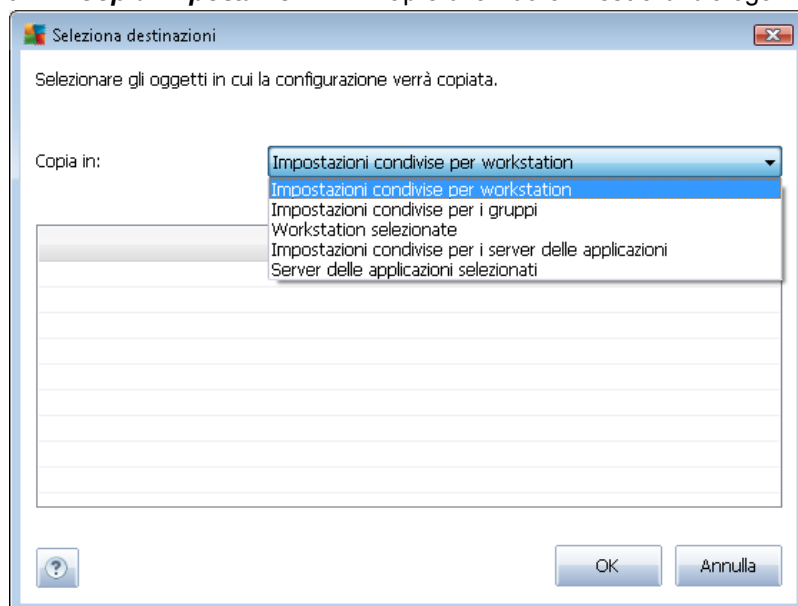 Seleziona destinazioni
Selezionare gli oggetti in cui la configurazione verrà copiata.
Copia in:
Impostazioni condivise per workstation
Impostazioni condivise per workstation
Impostazioni condivise per i gruppi
Workstation selezionate
Impostazioni condivise per i server delle applicazioni
Server delle applicazioni selezionati
?
OK
Annulla